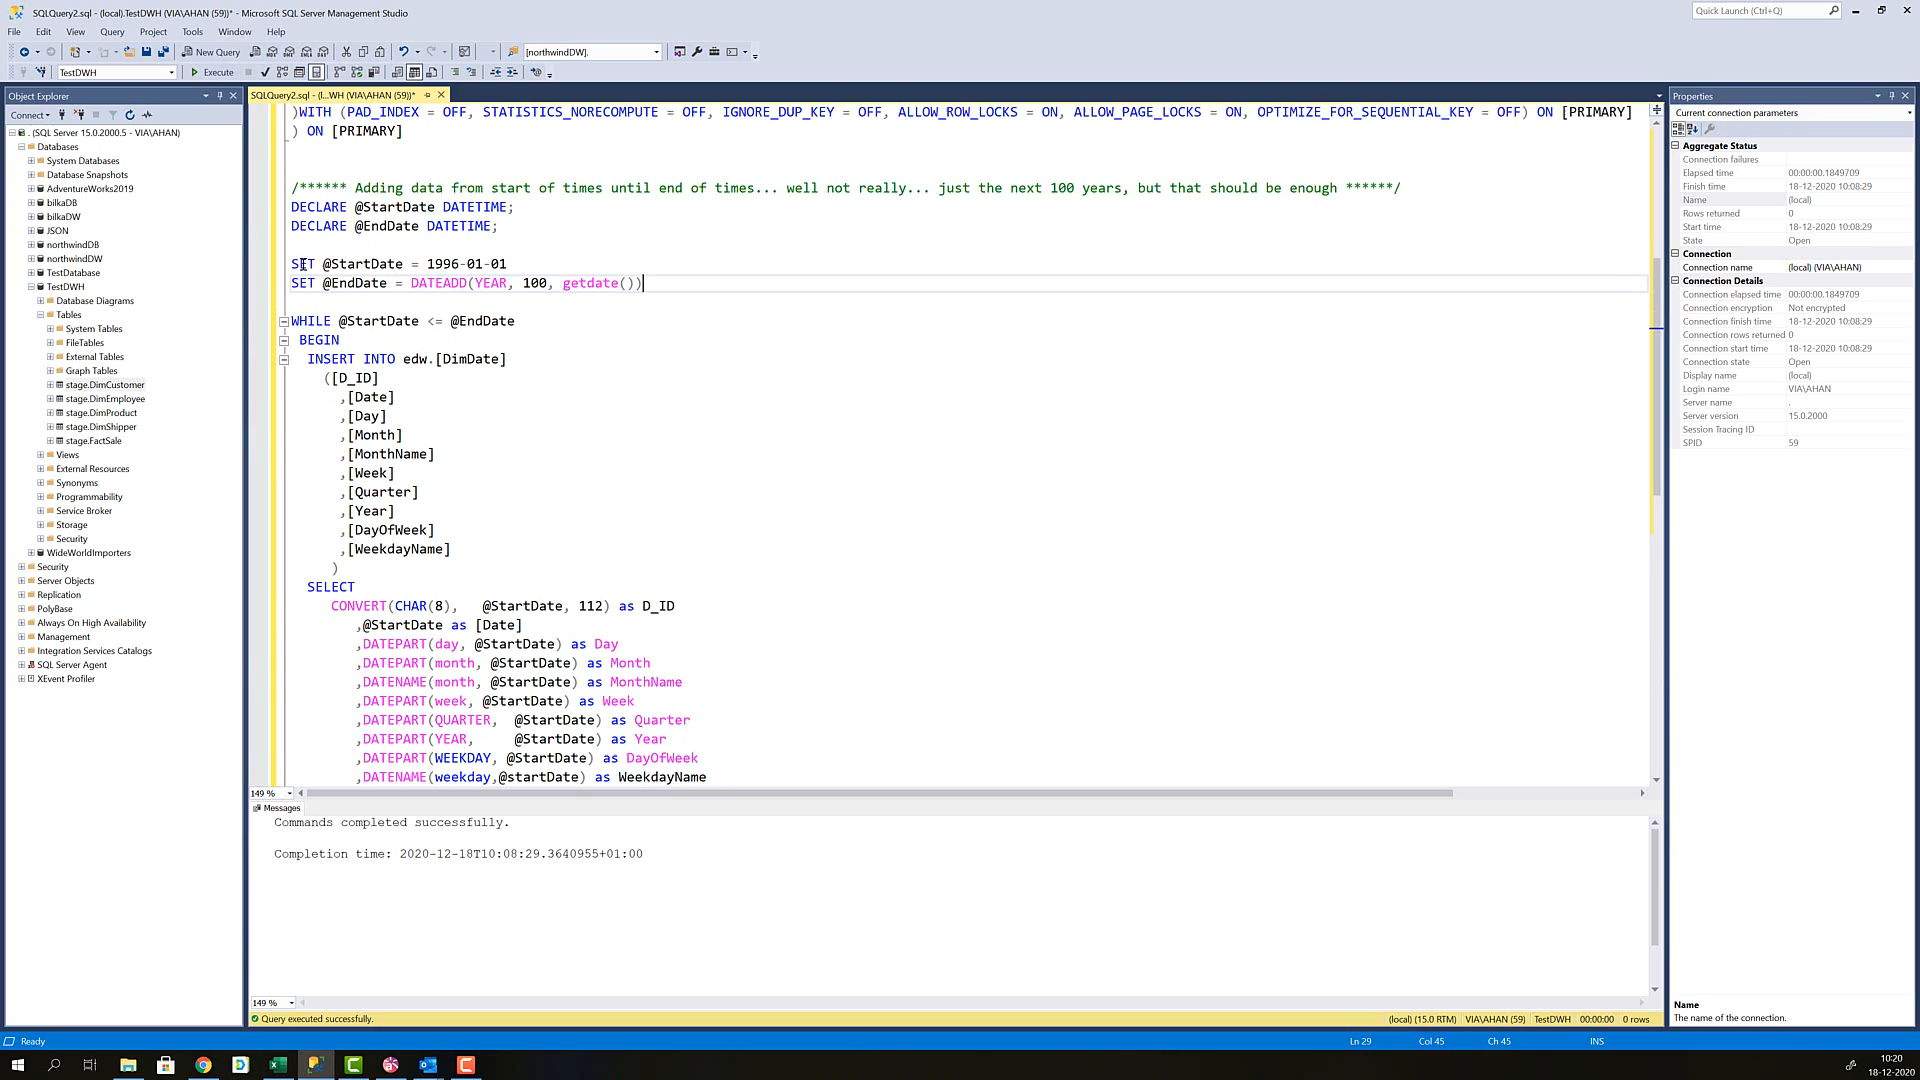 SQLQuery2.sql - (local).TestDWH (VIA\AHAN (59))* - Microsoft SQL Server Management Studio
Quick Launch (Ctrl+Q)
File Edit View Query Project Tools Window Help
New Query
[northwindDW].
TestDWH
Execute
Object Explorer
Connect
. (SQL Server 15.0.2000.5 - VIA\AHAN)
Databases
System Databases
Database Snapshots
AdventureWorks2019
bilkaDB
bilkaDW
JSON
northwindDB
northwindDW
TestDatabase
TestDWH
Database Diagrams
Tables
System Tables
FileTables
External Tables
Graph Tables
stage.DimCustomer
stage.DimEmployee
stage.DimProduct
stage.DimShipper
stage.FactSale
Views
External Resources
Synonyms
Programmability
Service Broker
Storage
Security
WideWorldImporters
Security
Server Objects
Replication
PolyBase
Always On High Availability
Management
Integration Services Catalogs
SQL Server Agent
XEvent Profiler
SQLQuery2.sql - (l...WH (VIA\AHAN (59))*
)WITH (PAD_INDEX = OFF, STATISTICS_NORECOMPUTE = OFF, IGNORE_DUP_KEY = OFF, ALLOW_ROW_LOCKS = ON, ALLOW_PAGE_LOCKS = ON, OPTIMIZE_FOR_SEQUENTIAL_KEY = OFF) ON [PRIMARY]
) ON [PRIMARY]
/****** Adding data from start of times until end of times... well not really... just the next 100 years, but that should be enough ******/
DECLARE @StartDate DATETIME;
DECLARE @EndDate DATETIME;
SET @StartDate = 1996-01-01
SET @EndDate = DATEADD(YEAR, 100, getdate())
WHILE @StartDate <= @EndDate
BEGIN
INSERT INTO edw.[DimDate]
([D_ID]
,[Date]
,[Day]
,[Month]
,[MonthName]
,[Week]
,[Quarter]
,[Year]
,[DayOfWeek]
,[WeekdayName]
)
SELECT
CONVERT(CHAR(8),   @StartDate, 112) as D_ID
,@StartDate as [Date]
,DATEPART(day, @StartDate) as Day
,DATEPART(month, @StartDate) as Month
,DATENAME(month, @StartDate) as MonthName
,DATEPART(week, @StartDate) as Week
,DATEPART(QUARTER,  @StartDate) as Quarter
,DATEPART(YEAR,     @StartDate) as Year
,DATEPART(WEEKDAY, @StartDate) as DayOfWeek
,DATENAME(weekday,@startDate) as WeekdayName
149 %
Messages
Commands completed successfully.
Completion time: 2020-12-18T10:08:29.3640955+01:00
149 %
Query executed successfully.
(local) (15.0 RTM) VIA\AHAN (59) TestDWH 00:00:00 0 rows
Properties
Current connection parameters
Aggregate Status
Connection failures
Elapsed time 00:00:00.1849709
Finish time 18-12-2020 10:08:29
Name (local)
Rows returned 0
Start time 18-12-2020 10:08:29
State Open
Connection
Connection name (local) (VIA\AHAN)
Connection Details
Connection elapsed time 00:00:00.1849709
Connection encryption Not encrypted
Connection finish time 18-12-2020 10:08:29
Connection rows returned 0
Connection start time 18-12-2020 10:08:29
Connection state Open
Display name (local)
Login name VIA\AHAN
Server name .
Server version 15.0.2000
Session Tracing ID
SPID 59
Name
The name of the connection.
Ready
Ln 29 Col 45 Ch 45 INS
10:20
18-12-2020